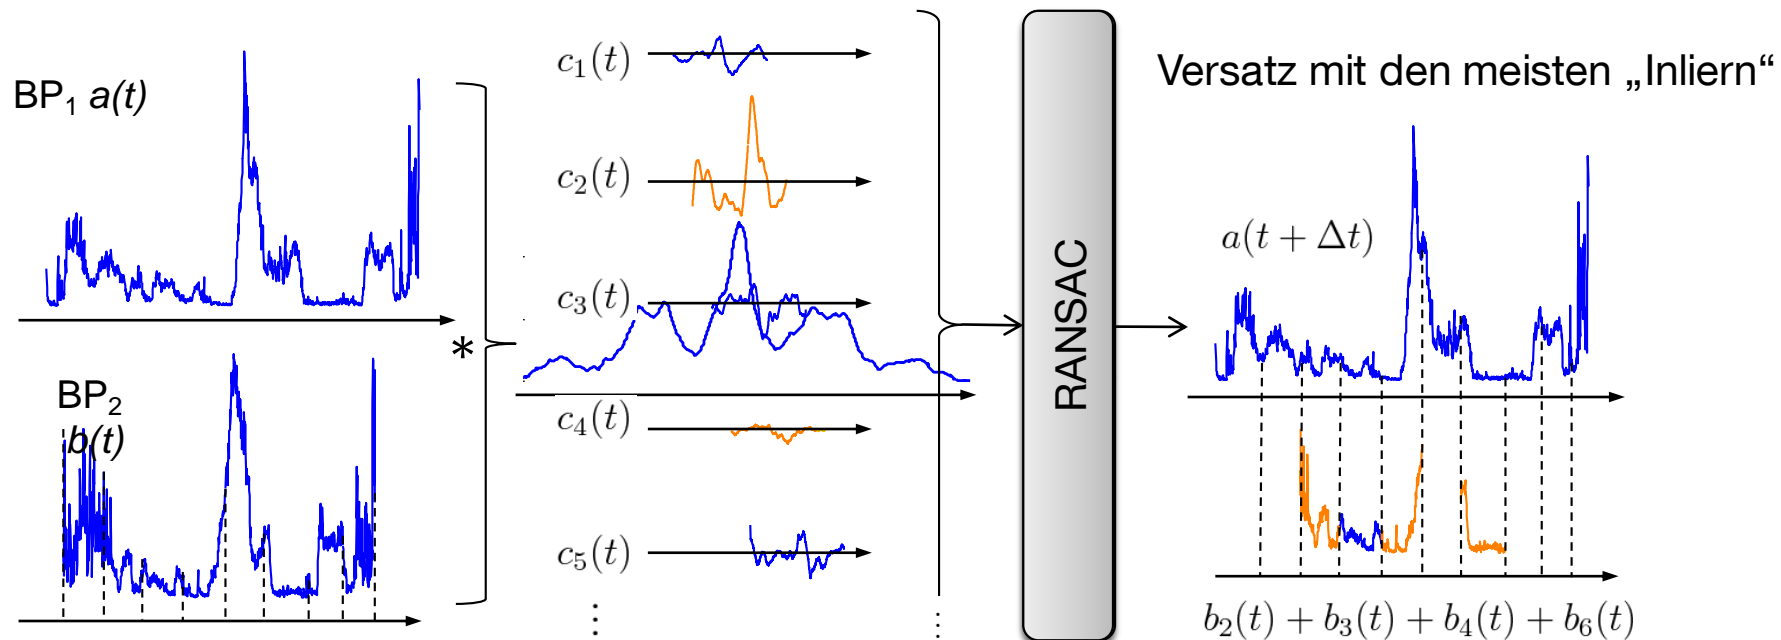 BP₁ a(t)
*
BP₂
b(t)
c₁(t)
c₂(t)
c₃(t)
c₄(t)
c₅(t)
⋮
⋮
RANSAC
Versatz mit den meisten „Inliern“
a(t + Δt)
b₂(t) + b₃(t) + b₄(t) + b₆(t)